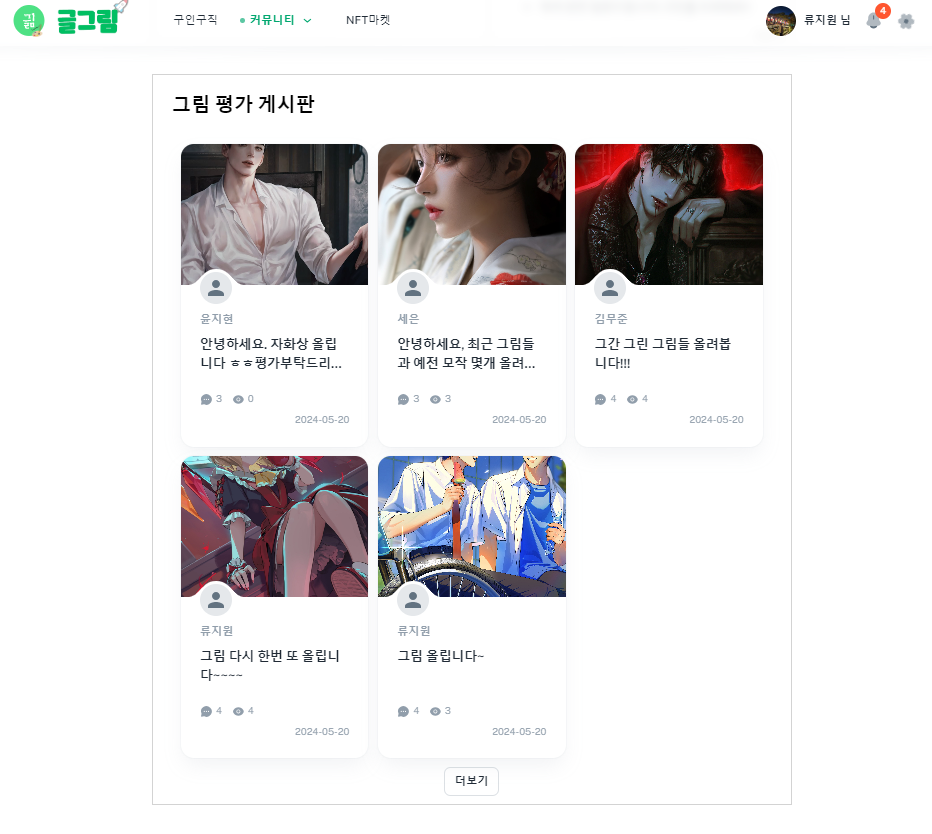 글그림
구인구직
커뮤니티
NFT마켓
류지원 님
4
그림 평가 게시판
윤지현
안녕하세요. 자화상 올립
니다 ㅎㅎ평가부탁드리...
3 0
2024-05-20
세은
안녕하세요, 최근 그림들
과 예전 모작 몇개 올려...
3 3
2024-05-20
김무준
그간 그린 그림들 올려봅
니다!!!
4 4
2024-05-20
류지원
그림 다시 한번 또 올립니
다~~~~
4 4
2024-05-20
류지원
그림 올립니다~
4 3
2024-05-20
더보기